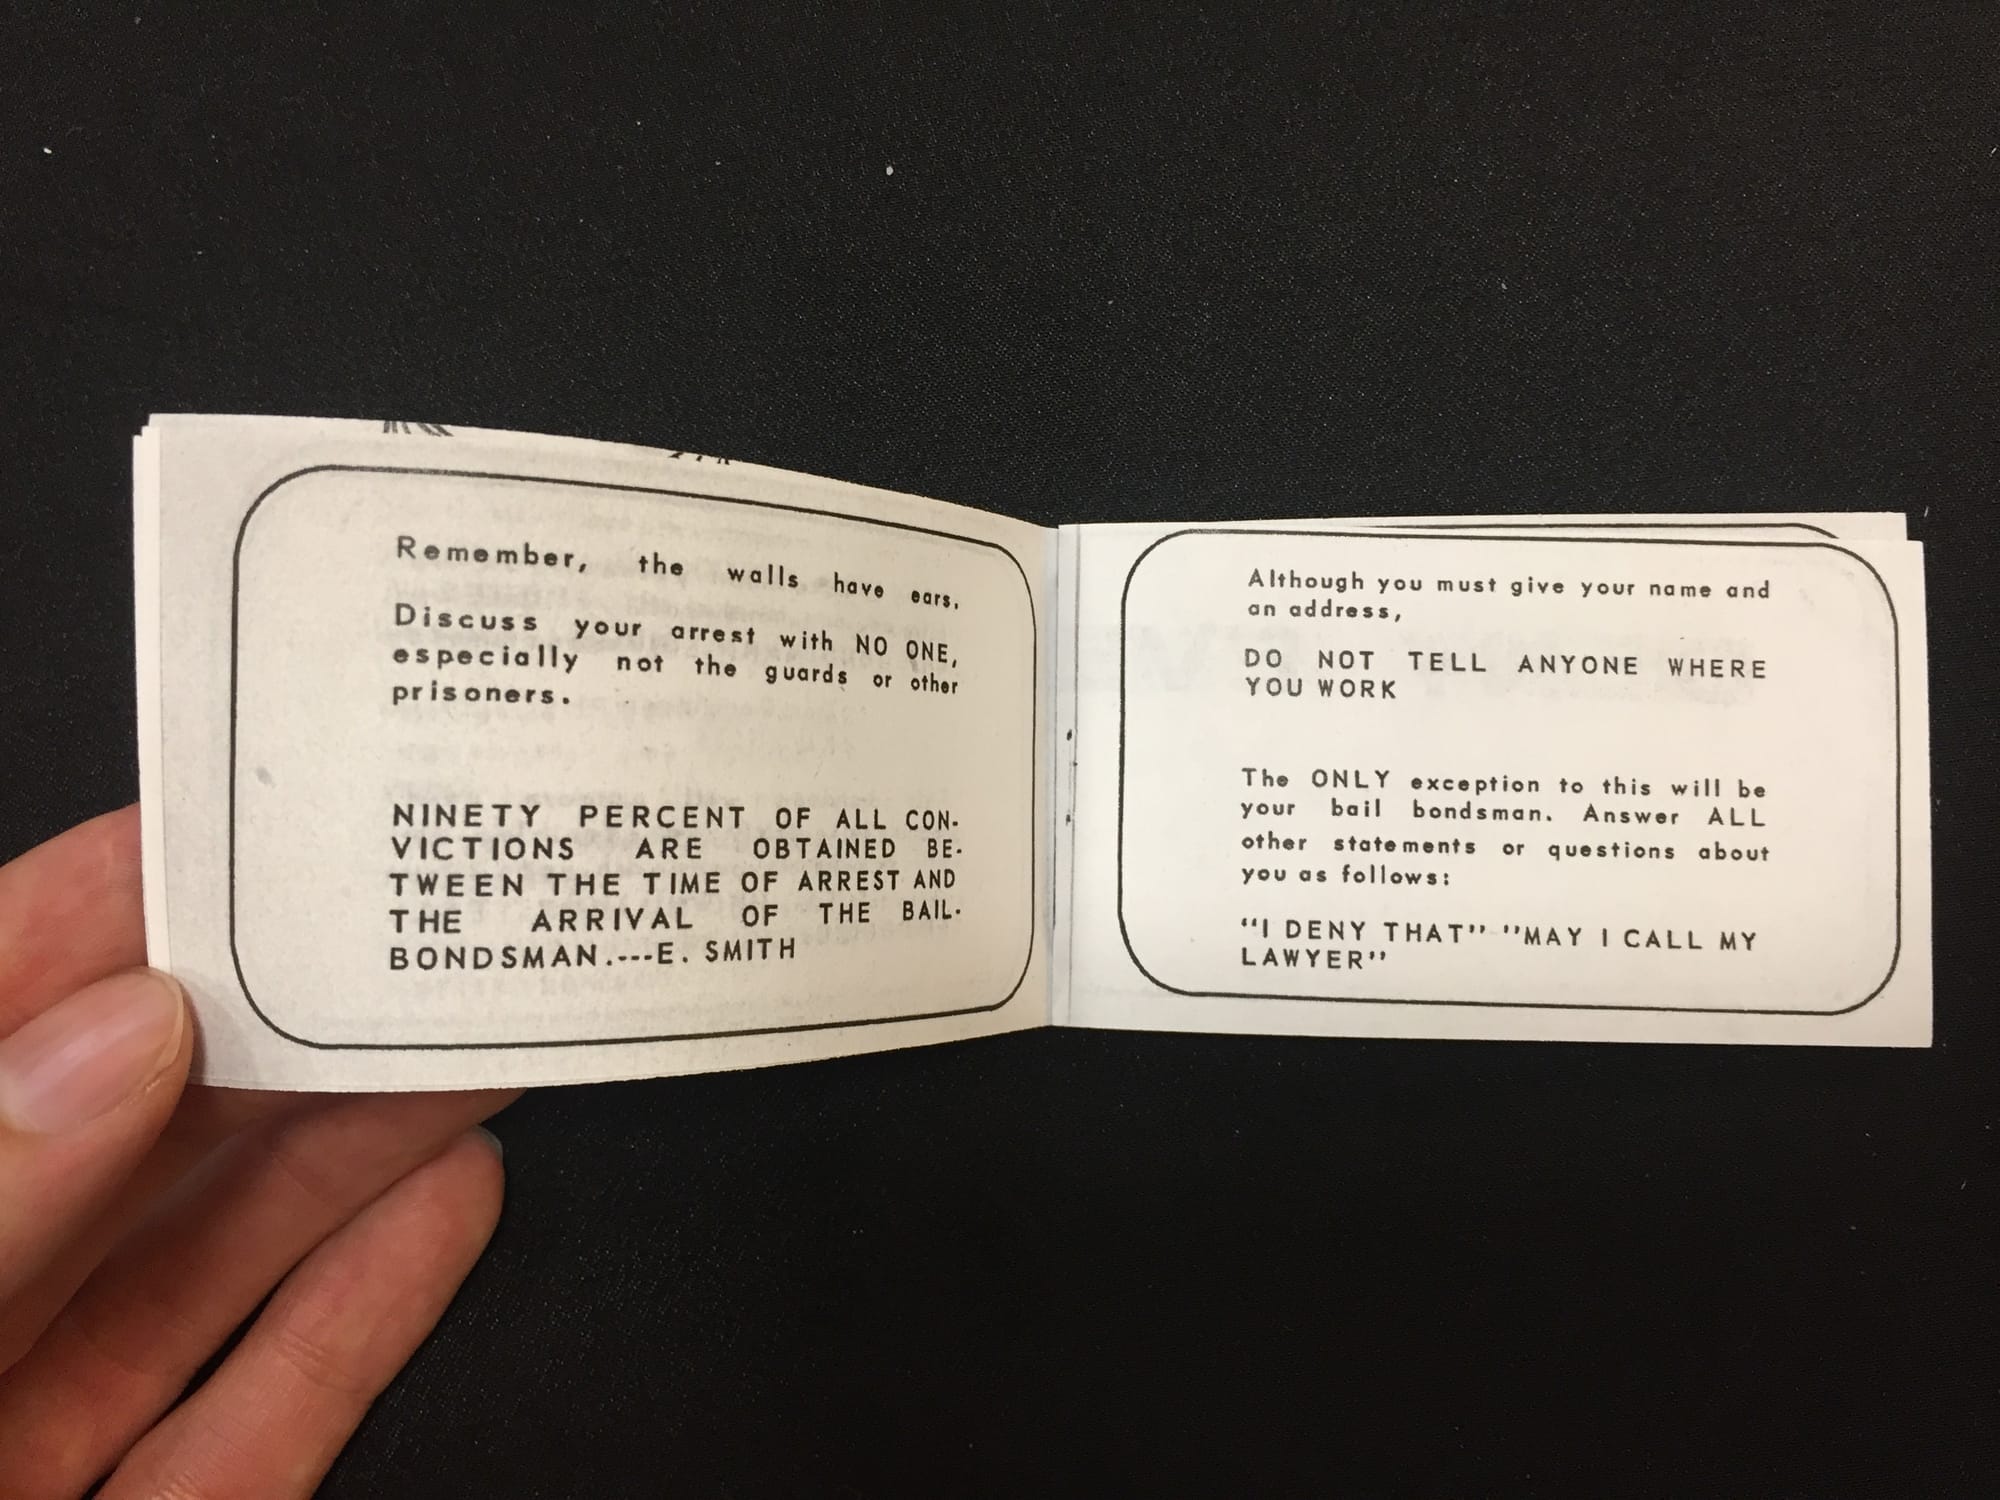 Remember, the walls have ears.
Discuss your arrest with NO ONE,
especially not the guards or other
prisoners.
NINETY PERCENT OF ALL CON-
VICTIONS ARE OBTAINED BE-
TWEEN THE TIME OF ARREST AND
THE ARRIVAL OF THE BAIL-
BONDSMAN.---E. SMITH
Although you must give your name and
an address,
DO NOT TELL ANYONE WHERE
YOU WORK
The ONLY exception to this will be
your bail bondsman. Answer ALL
other statements or questions about
you as follows:
“I DENY THAT” ”MAY I CALL MY
LAWYER”